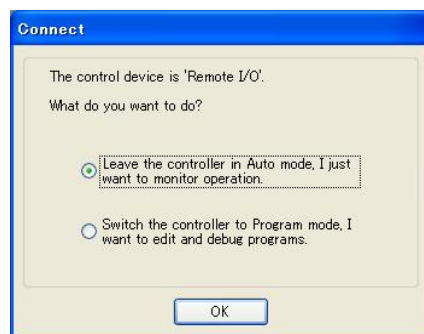 Connect
The control device is 'Remote I/O'.
What do you want to do?
Leave the controller in Auto mode, I just
want to monitor operation.
Switch the controller to Program mode, I
want to edit and debug programs.
OK